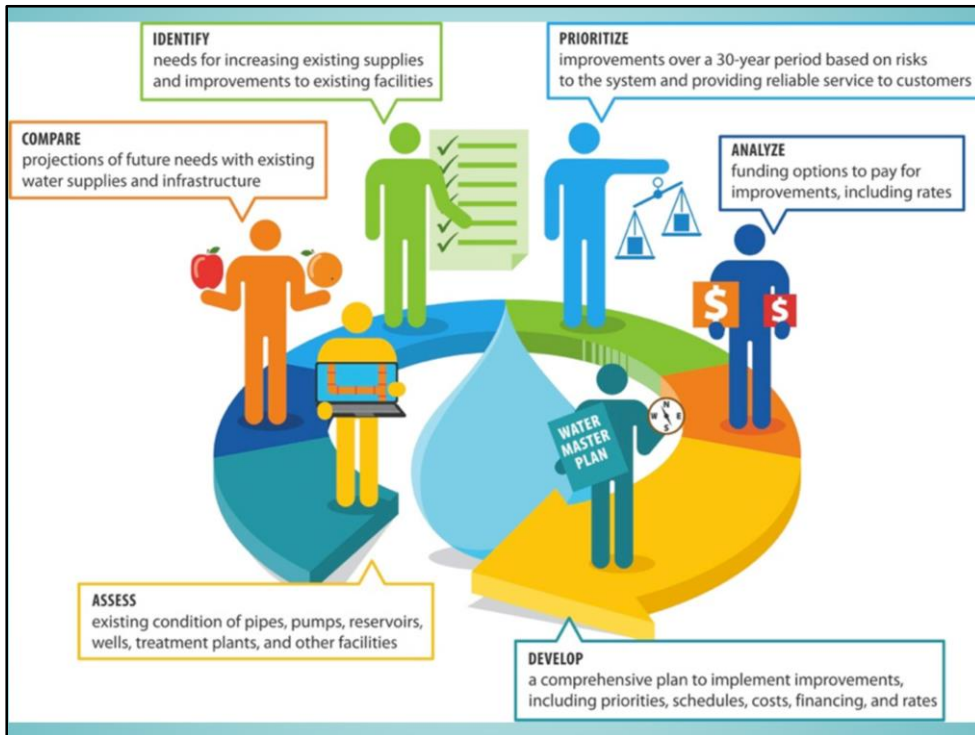 IDENTIFY
needs for increasing existing supplies
and improvements to existing facilities
PRIORITIZE
improvements over a 30-year period based on risks
to the system and providing reliable service to customers
COMPARE
projections of future needs with existing
water supplies and infrastructure
ANALYZE
funding options to pay for
improvements, including rates
$
$
WATER
MASTER
PLAN
N
W E
S
ASSESS
existing condition of pipes, pumps, reservoirs,
wells, treatment plants, and other facilities
DEVELOP
a comprehensive plan to implement improvements,
including priorities, schedules, costs, financing, and rates